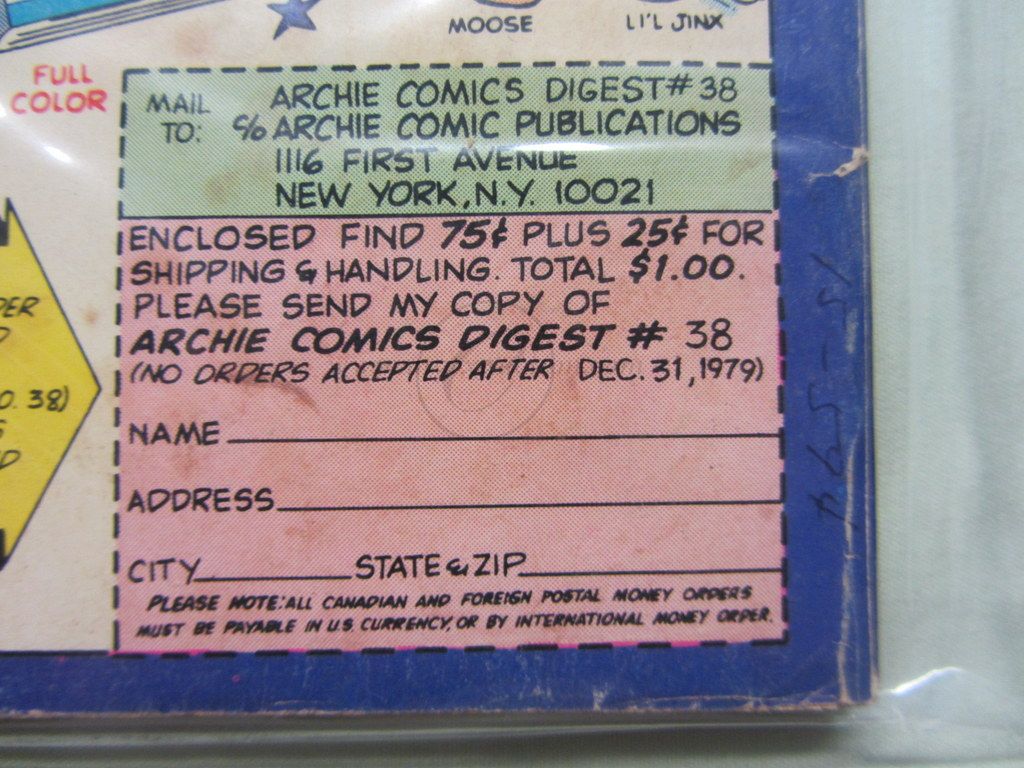 MOOSE LI'L JINX
FULL
COLOR
MAIL ARCHIE COMICS DIGEST # 38
TO: c/o ARCHIE COMIC PUBLICATIONS
1116 FIRST AVENUE
NEW YORK, N.Y. 10021
ENCLOSED FIND 75¢ PLUS 25¢ FOR
SHIPPING & HANDLING. TOTAL $1.00.
PLEASE SEND MY COPY OF
ARCHIE COMICS DIGEST # 38
(NO ORDERS ACCEPTED AFTER DEC. 31, 1979)
NAME
ADDRESS
CITY STATE & ZIP
PLEASE NOTE: ALL CANADIAN AND FOREIGN POSTAL MONEY ORDERS
MUST BE PAYABLE IN U.S. CURRENCY, OR BY INTERNATIONAL MONEY ORDER.
38)